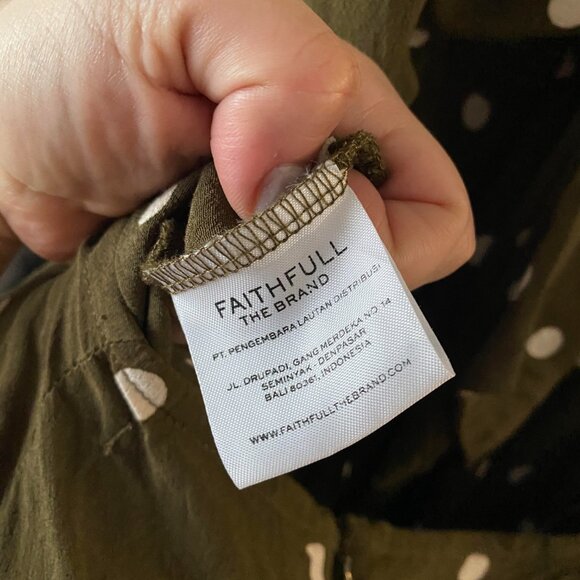 FAITHFULL
THE BRAND
PT. PENGEMBARA LAUTAN DISTRIBUSI
JL. DRUPADI, GANG MERDEKA NO 14
SEMINYAK - DENPASAR
BALI 80361, INDONESIA
WWW.FAITHFULLTHEBRAND.COM